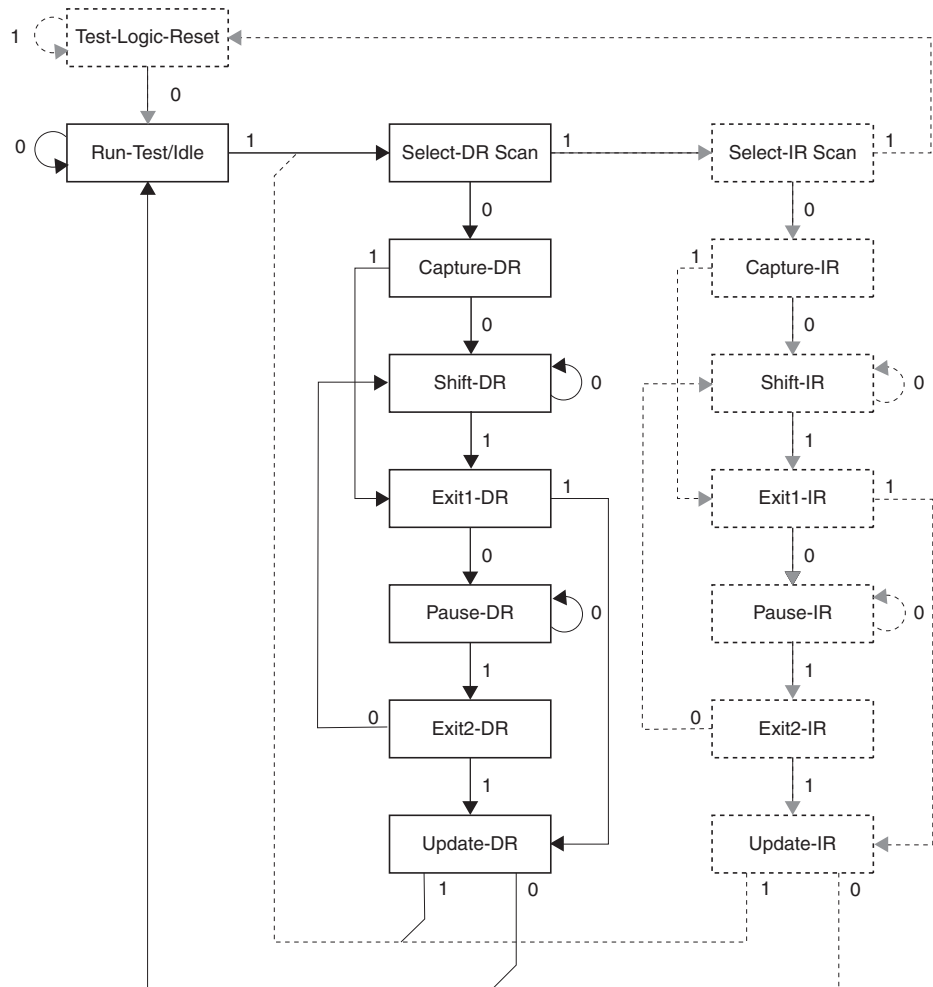 Test-Logic-Reset
1
0
0
Run-Test/Idle
1
Select-DR Scan
1
Select-IR Scan
1
0
0
1
Capture-DR
1
Capture-IR
0
0
Shift-DR
0
Shift-IR
0
1
1
Exit1-DR
1
Exit1-IR
1
0
0
Pause-DR
0
Pause-IR
0
1
1
0
Exit2-DR
0
Exit2-IR
1
1
Update-DR
Update-IR
1
0
1
0